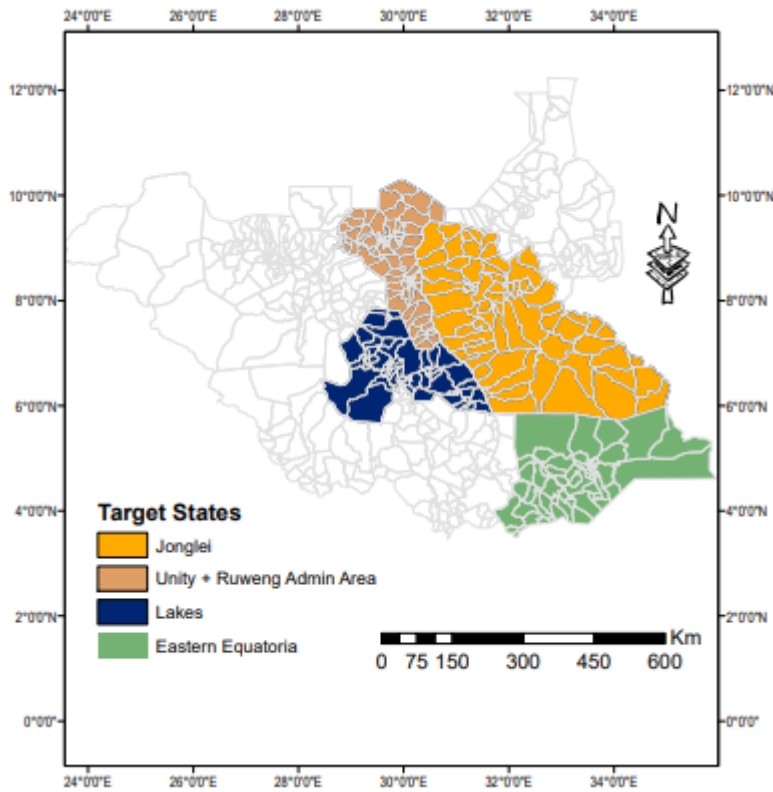 24°0'0"E 26°0'0"E 28°0'0"E 30°0'0"E 32°0'0"E 34°0'0"E
12°0'0"N 12°0'0"N
10°0'0"N 10°0'0"N
N
8°0'0"N 8°0'0"N
6°0'0"N 6°0'0"N
4°0'0"N 4°0'0"N
Target States
Jonglei
Unity + Ruweng Admin Area
Lakes
Eastern Equatoria
2°0'0"N 2°0'0"N
Km
0 75 150 300 450 600
0°0'0" 0°0'0"
24°0'0"E 26°0'0"E 28°0'0"E 30°0'0"E 32°0'0"E 34°0'0"E